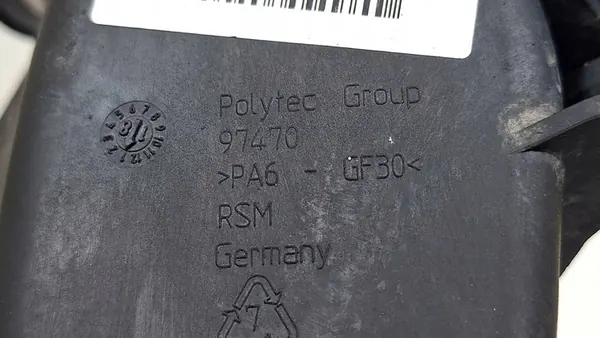 Polytec Group
97470
>PA6 - GF30<
RSM
Germany
7